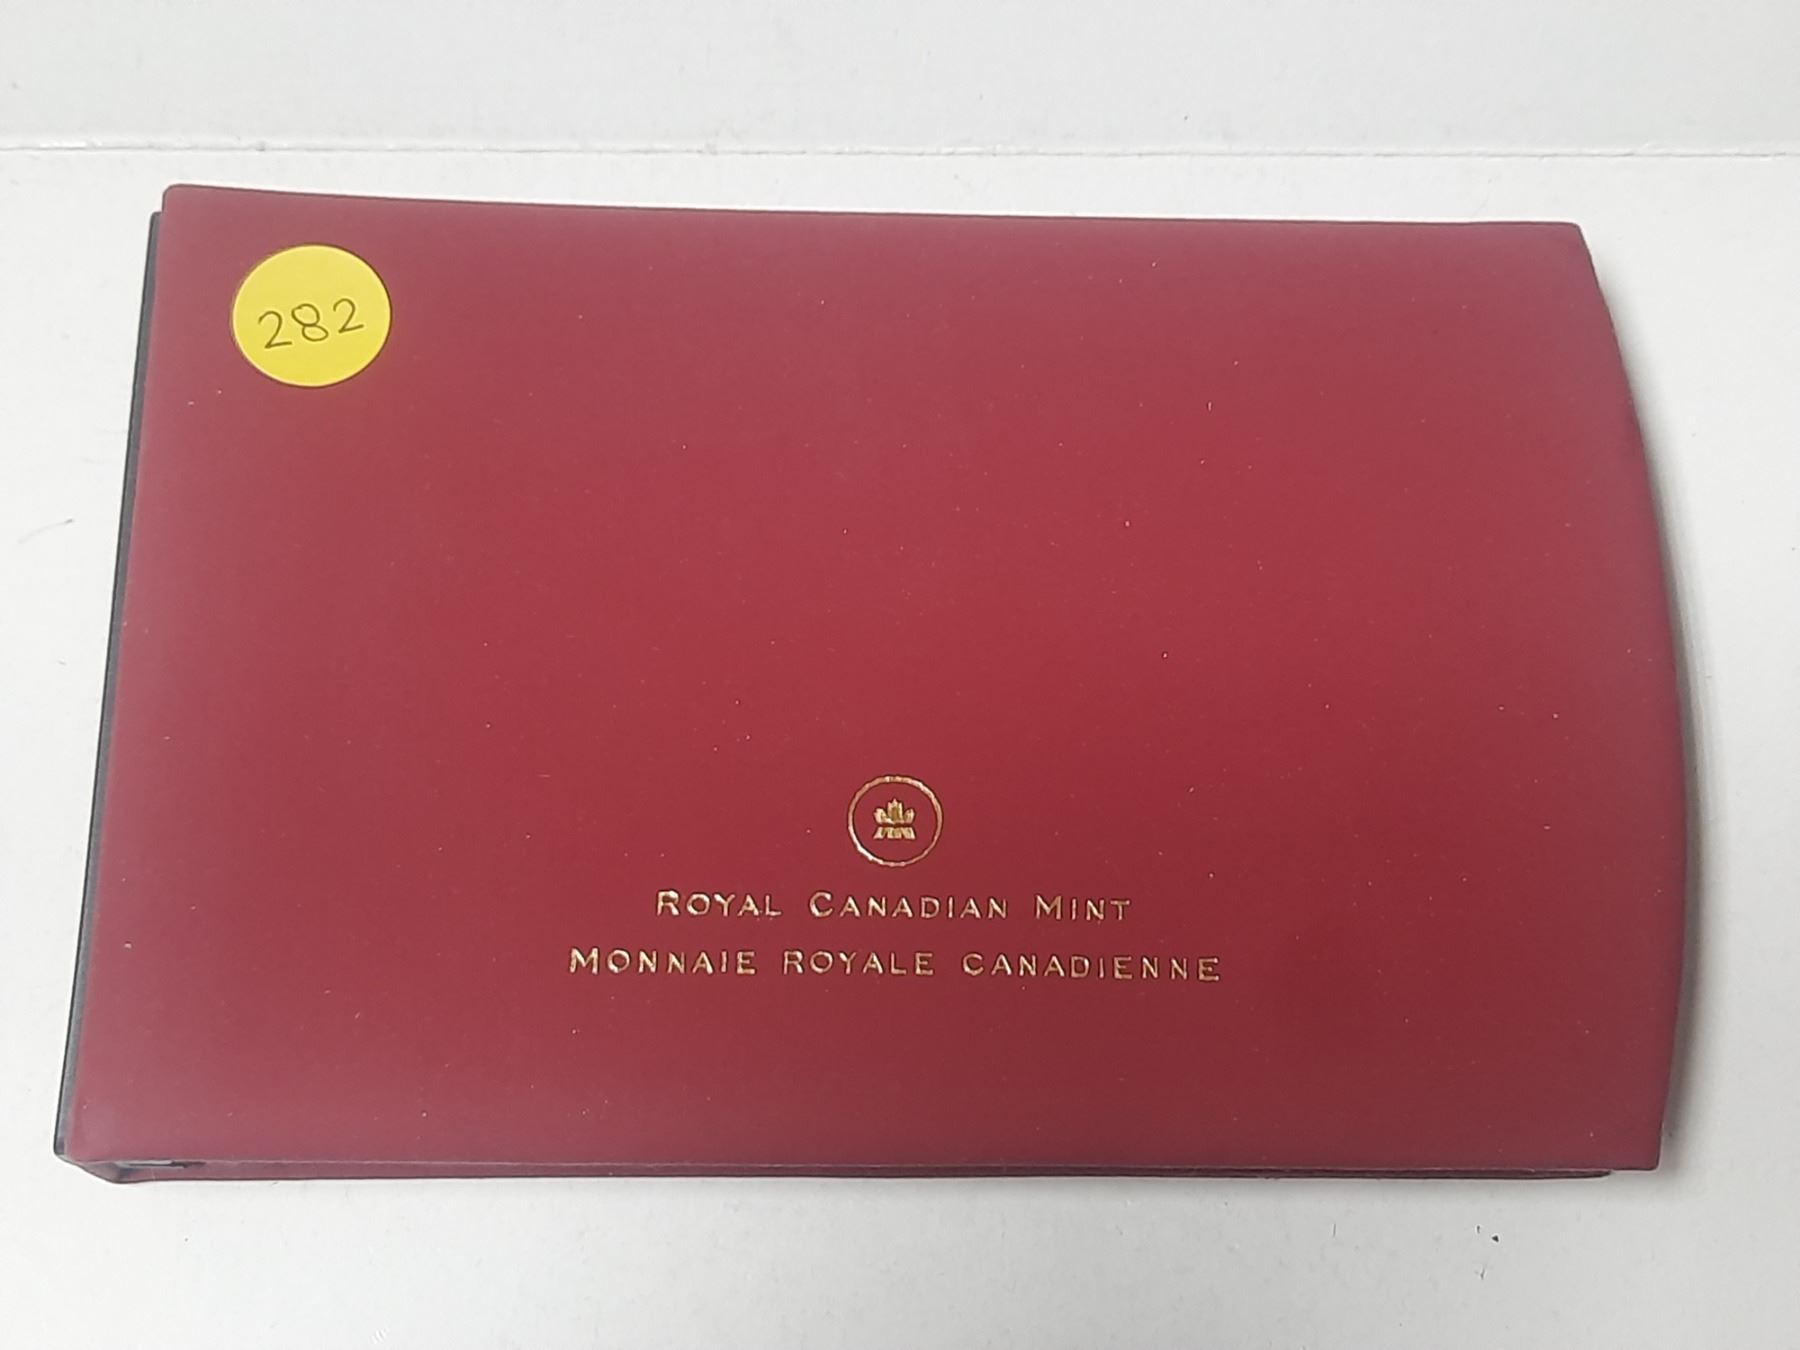 282
ROYAL CANADIAN MINT
MONNAIE ROYALE CANADIENNE